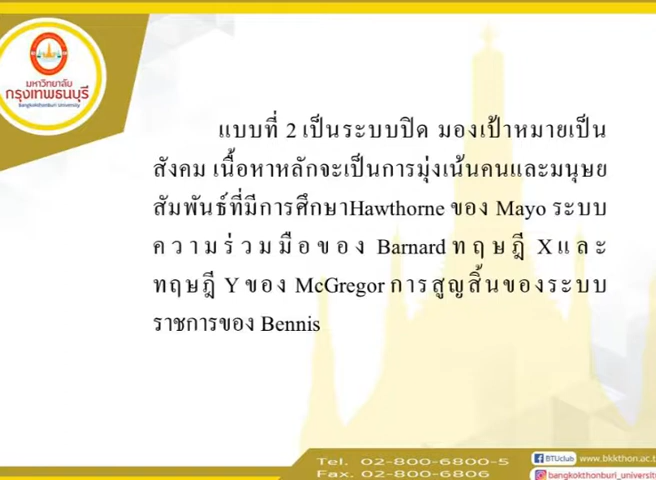 มหาวิทยาลัย
กรุงเทพธนบุรี
Bangkokthonburi University
แบบที่ 2 เป็นระบบปิด มองเป้าหมายเป็น
สังคม เนื้อหาหลักจะเป็นการมุ่งเน้นคนและมนุษย
สัมพันธ์ที่มีการศึกษาHawthorne ของ Mayo ระบบ
ความร่วมมือของ Barnard ทฤษฎี X และ
ทฤษฎี Y ของ McGregor การสูญสิ้นของระบบ
ราชการของ Bennis
Tel. 02-800-6800-5
Fax. 02-800-6806
BTUclub www.bkkthon.ac.t
bangkokthonburi_university